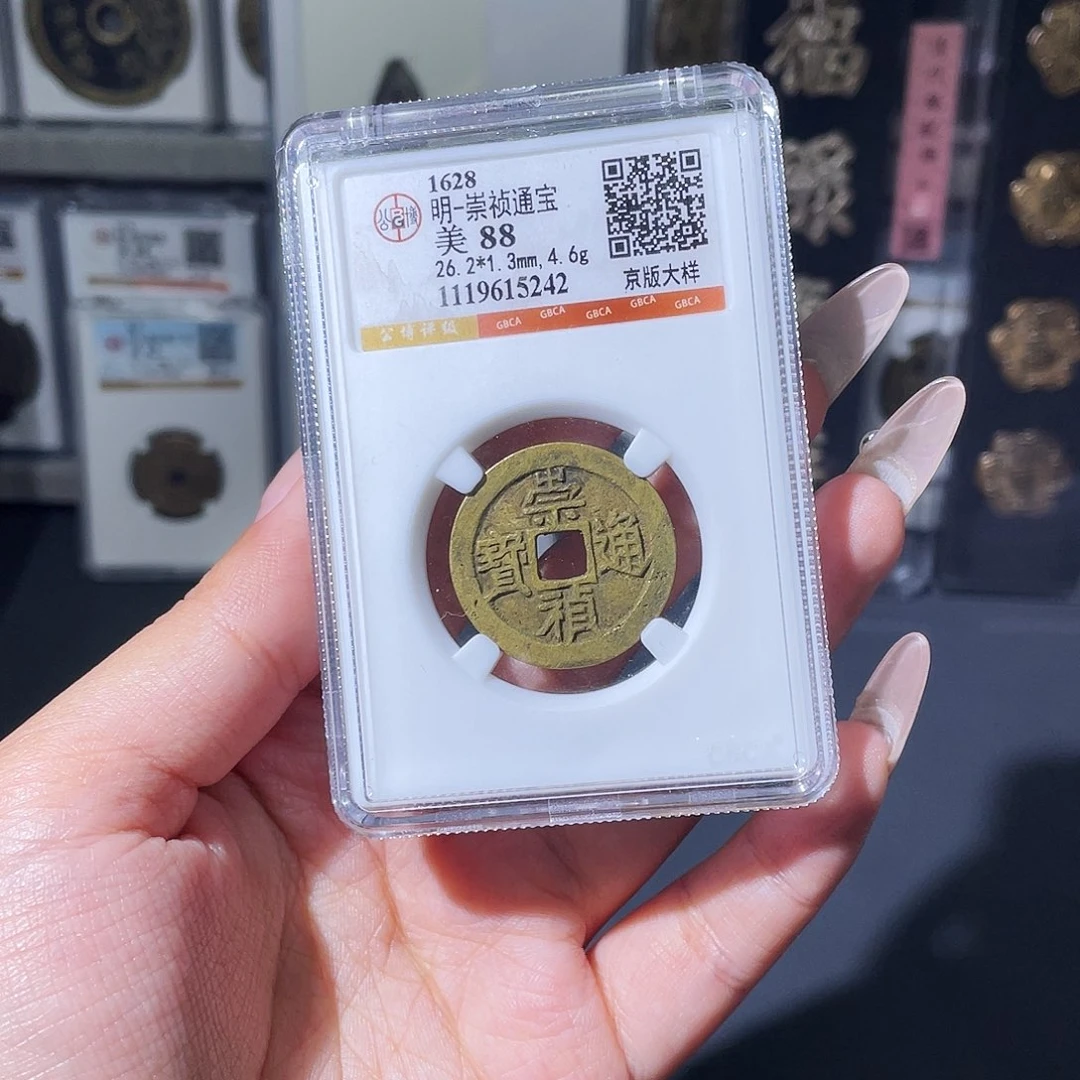 1628
明-崇祯通宝
美 88
26.2*1.3mm, 4.6g
1119615242
京版大样
公博评级 GBCA GBCA GBCA GBCA GBCA
崇
通
寶
禎
福